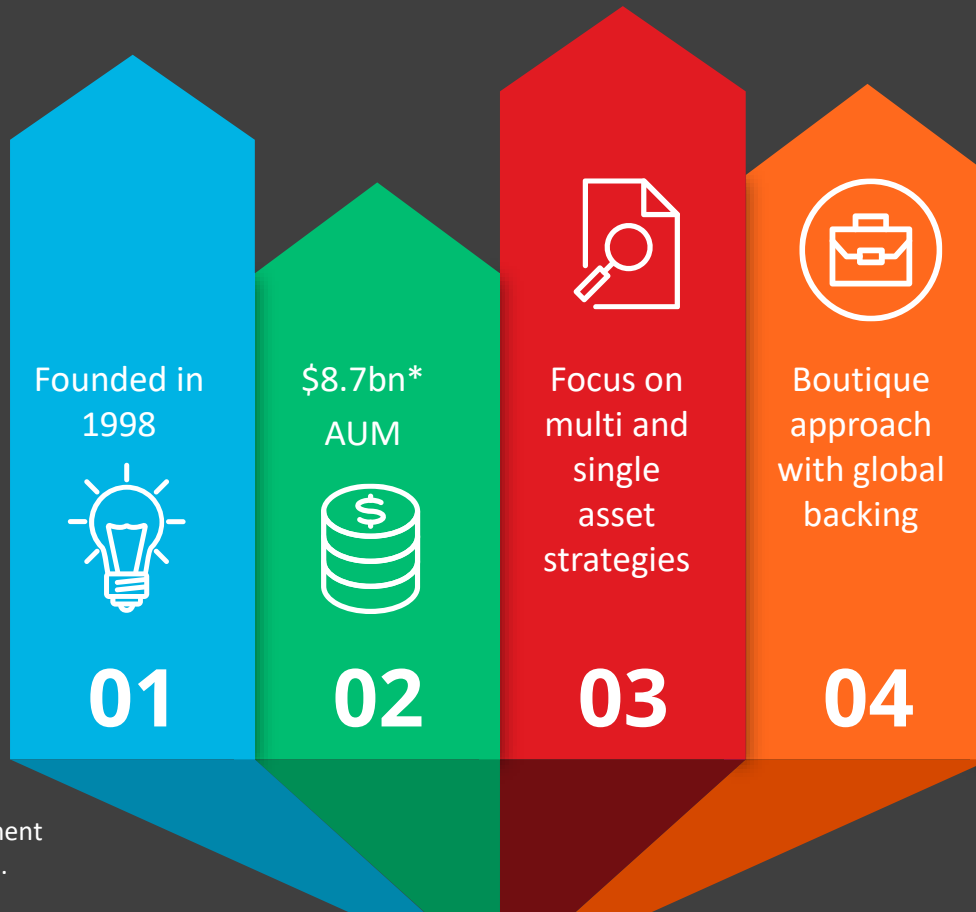 Founded in
1998
01
$8.7bn*
AUM
$
02
Focus on
multi and
single
asset
strategies
03
Boutique
approach
with global
backing
04